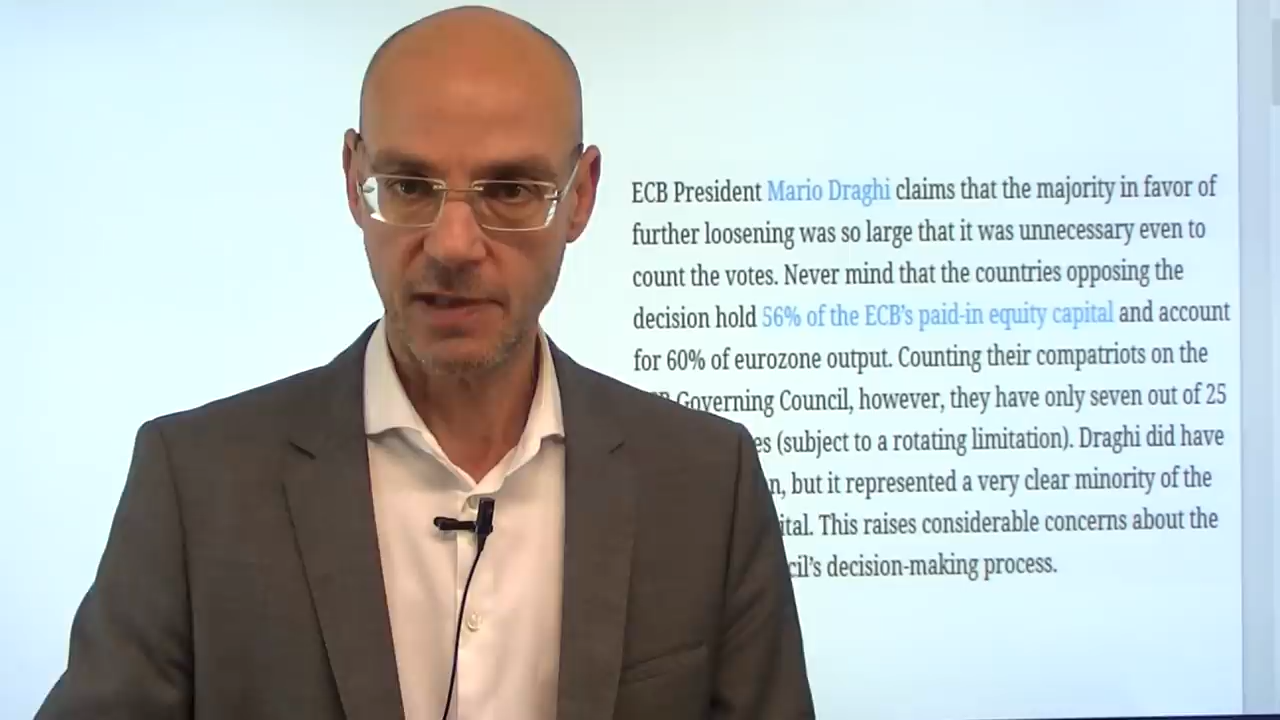 ECB President Mario Draghi claims that the majority in favor of
further loosening was so large that it was unnecessary even to
count the votes. Never mind that the countries opposing the
decision hold 56% of the ECB's paid-in equity capital and account
for 60% of eurozone output. Counting their compatriots on the
Governing Council, however, they have only seven out of 25
(subject to a rotating limitation). Draghi did have
but it represented a very clear minority of the
This raises considerable concerns about the
decision-making process.